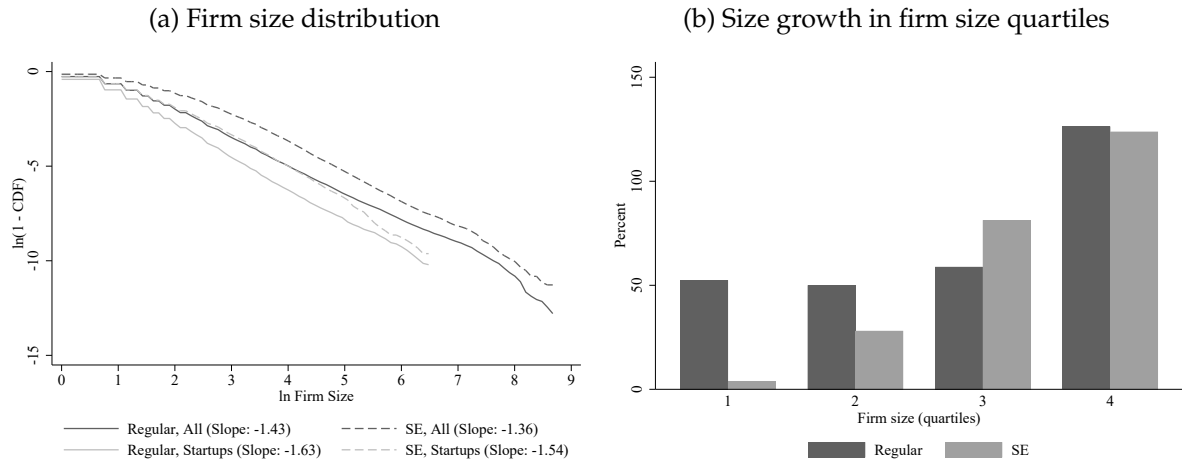 (a) Firm size distribution
0
-5
-10
-15
ln(1 - CDF)
0 1 2 3 4 5 6 7 8 9
ln Firm Size
Regular, All (Slope: -1.43)
SE, All (Slope: -1.36)
Regular, Startups (Slope: -1.63)
SE, Startups (Slope: -1.54)
(b) Size growth in firm size quartiles
150
100
50
0
Percent
1 2 3 4
Firm size (quartiles)
Regular
SE